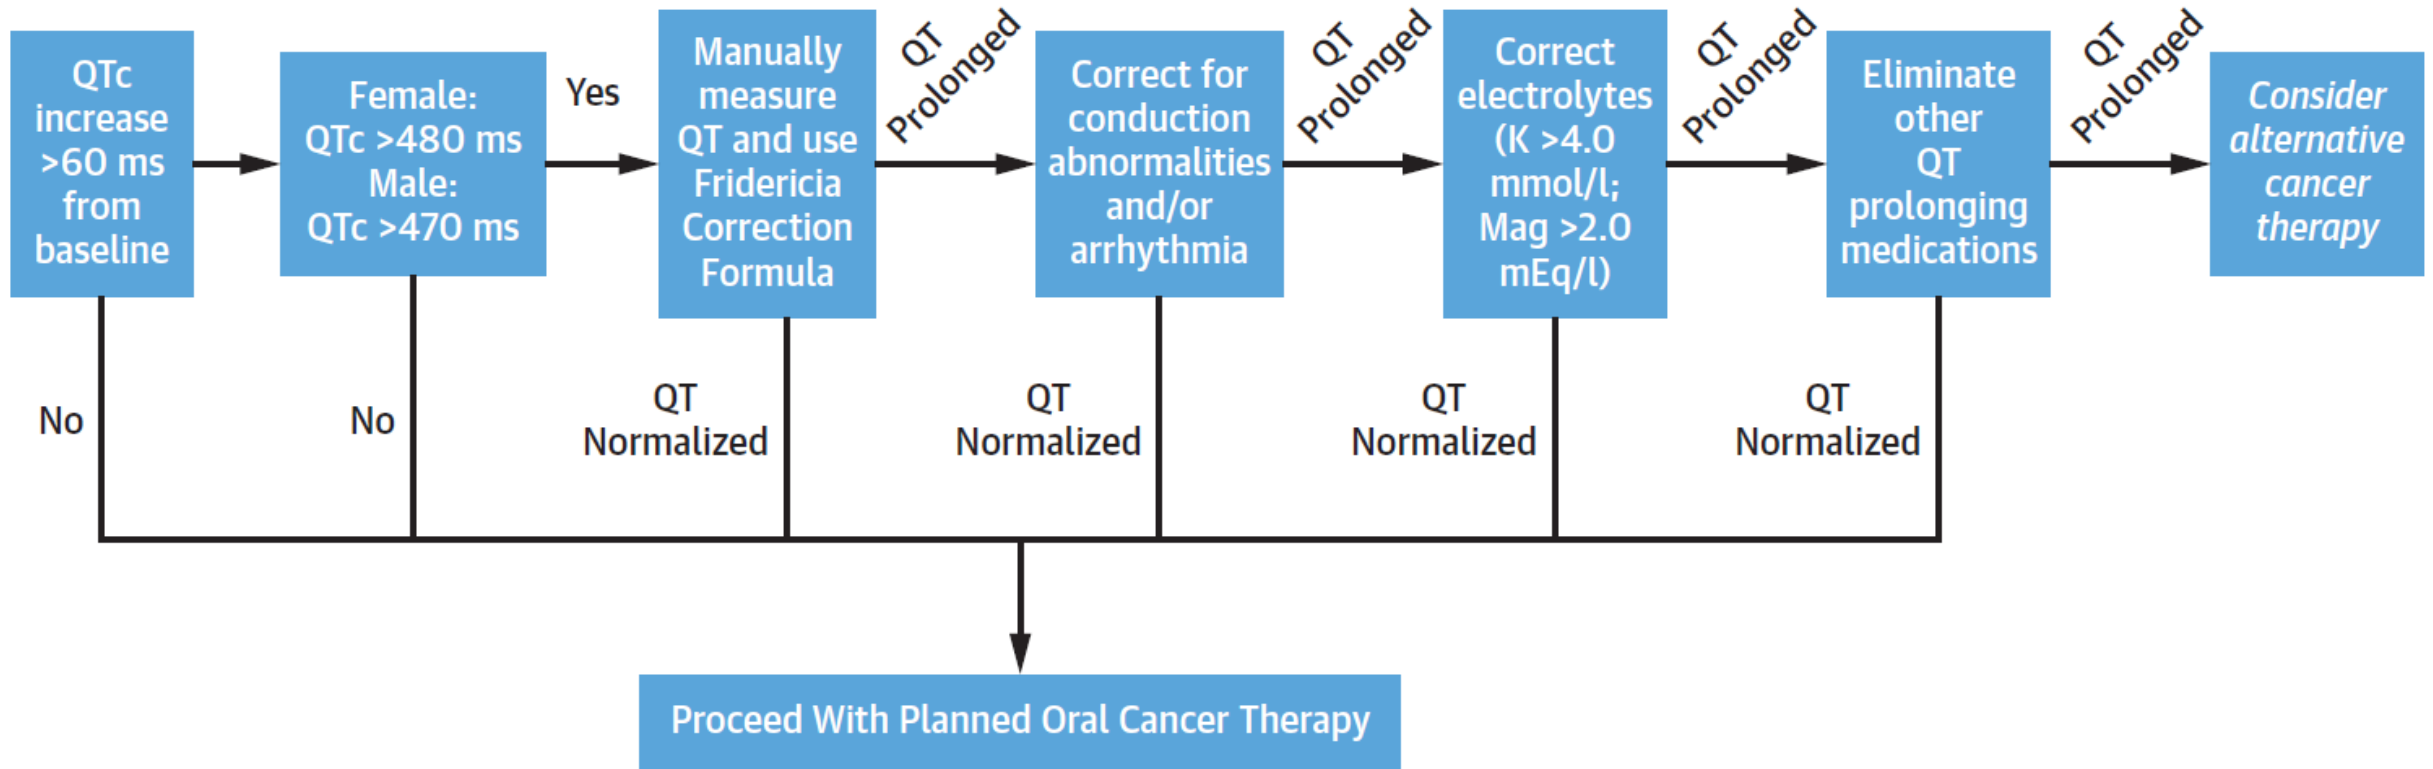 QTc
increase
>60 ms
from
baseline
Female:
QTc >480 ms
Male:
QTc >470 ms
Yes
Manually
measure
QT and use
Fridericia
Correction
Formula
QT
Prolonged
Correct for
conduction
abnormalities
and/or
arrhythmia
QT
Prolonged
Correct
electrolytes
(K >4.0
mmol/l;
Mag >2.0
mEq/l)
QT
Prolonged
Eliminate
other
QT
prolonging
medications
QT
Prolonged
Consider
alternative
cancer
therapy
No
No
QT
Normalized
QT
Normalized
QT
Normalized
QT
Normalized
Proceed With Planned Oral Cancer Therapy